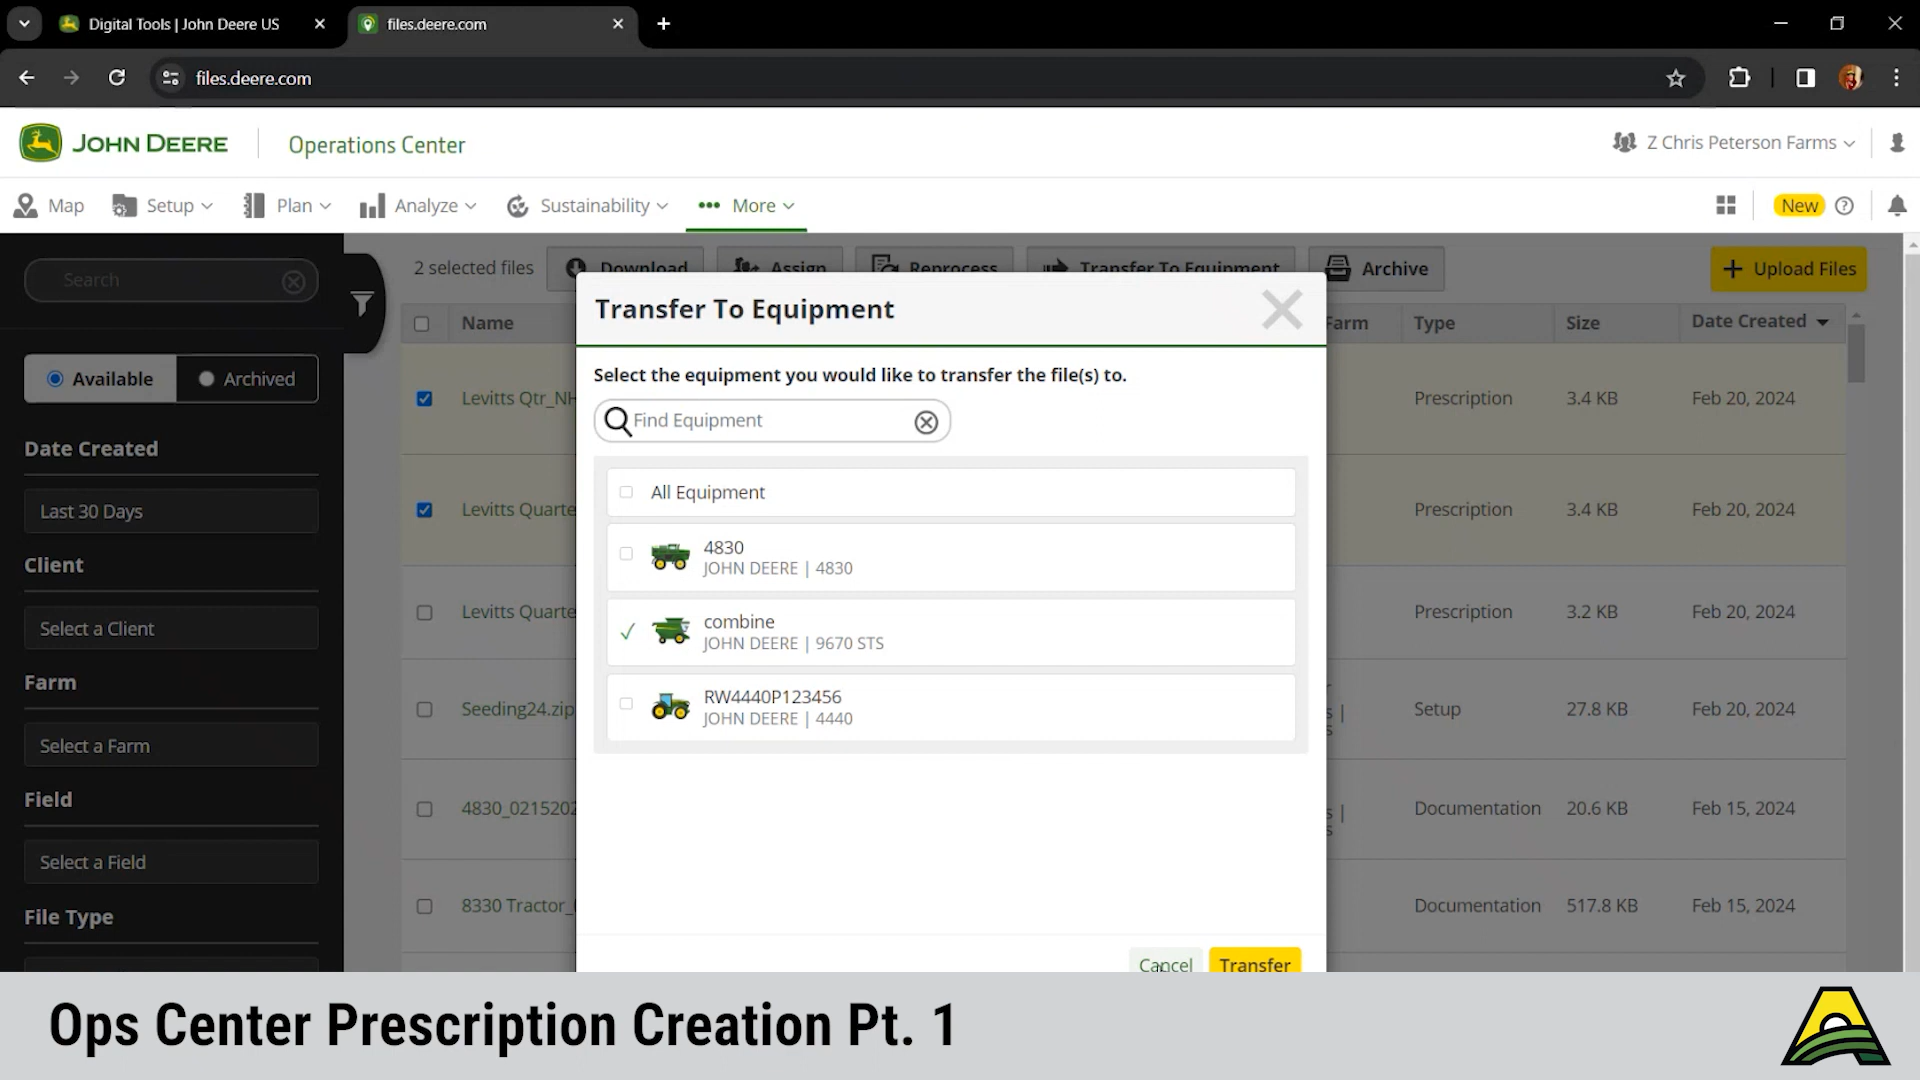 Digital Tools | John Deere US
files.deere.com
files.deere.com
JOHN DEERE
Operations Center
Z Chris Peterson Farms
Map
Setup
Plan
Analyze
Sustainability
More
New
Search
2 selected files
Download
Assign
Reprocess
Transfer To Equipment
Archive
Upload Files
Available
Archived
Date Created
Last 30 Days
Client
Select a Client
Farm
Select a Farm
Field
Select a Field
File Type
Name
Farm
Type
Size
Date Created
Levitts Qtr_NH
Prescription
3.4 KB
Feb 20, 2024
Levitts Quarte
Prescription
3.4 KB
Feb 20, 2024
Levitts Quarte
Prescription
3.2 KB
Feb 20, 2024
Seeding24.zip
Setup
27.8 KB
Feb 20, 2024
4830_0215202
Documentation
20.6 KB
Feb 15, 2024
8330 Tractor_
Documentation
517.8 KB
Feb 15, 2024
Transfer To Equipment
Select the equipment you would like to transfer the file(s) to.
Find Equipment
All Equipment
4830
JOHN DEERE | 4830
combine
JOHN DEERE | 9670 STS
RW4440P123456
JOHN DEERE | 4440
Cancel
Transfer
Ops Center Prescription Creation Pt. 1